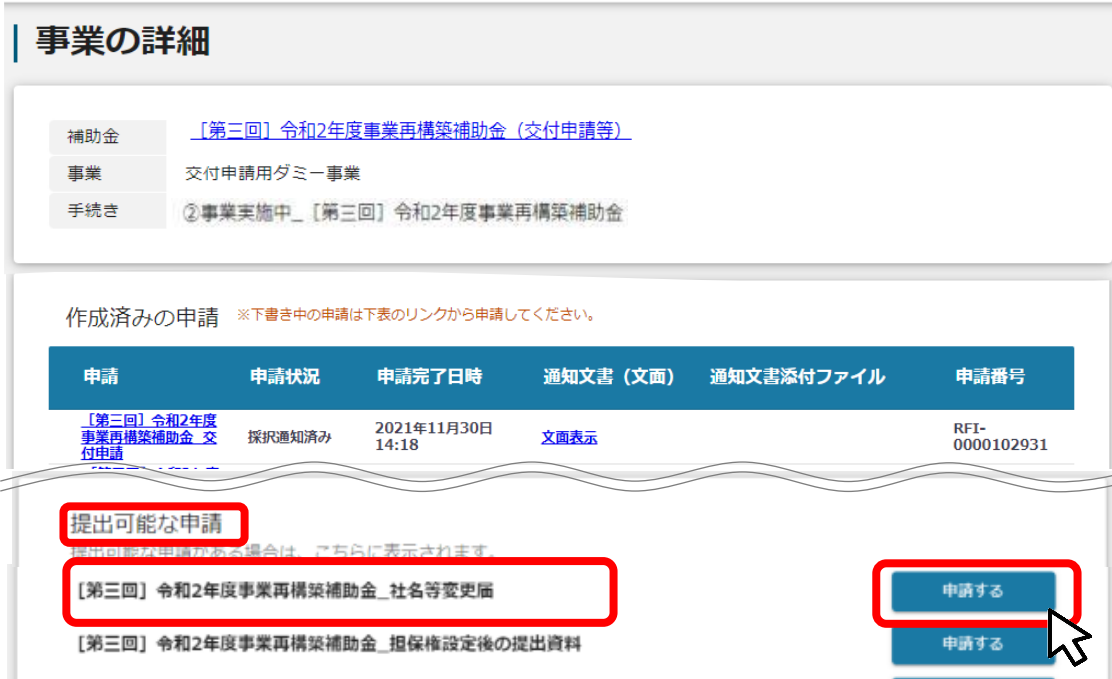 事業の詳細
補助金 ［第三回］令和2年度事業再構築補助金（交付申請等）
事業 交付申請用ダミー事業
手続き ②事業実施中_［第三回］令和2年度事業再構築補助金
作成済みの申請 ※下書き中の申請は下表のリンクから申請してください。
申請 申請状況 申請完了日時 通知文書（文面） 通知文書添付ファイル 申請番号
［第三回］令和2年度
事業再構築補助金_交
付申請
採択通知済み
2021年11月30日
14:18
文面表示
RFI-
0000102931
提出可能な申請
提出可能な申請がある場合は、こちらに表示されます。
［第三回］令和2年度事業再構築補助金_社名等変更届 申請する
［第三回］令和2年度事業再構築補助金_担保権設定後の提出資料 申請する